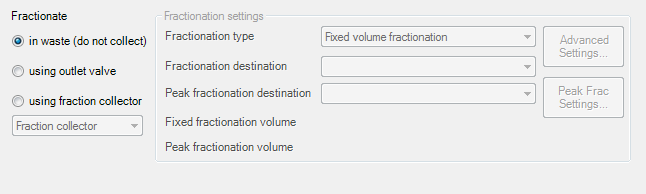 Fractionate
in waste (do not collect)
using outlet valve
using fraction collector
Fraction collector
Fractionation settings
Fractionation type
Fixed volume fractionation
Advanced
Settings...
Fractionation destination
Peak fractionation destination
Peak Frac
Settings...
Fixed fractionation volume
Peak fractionation volume